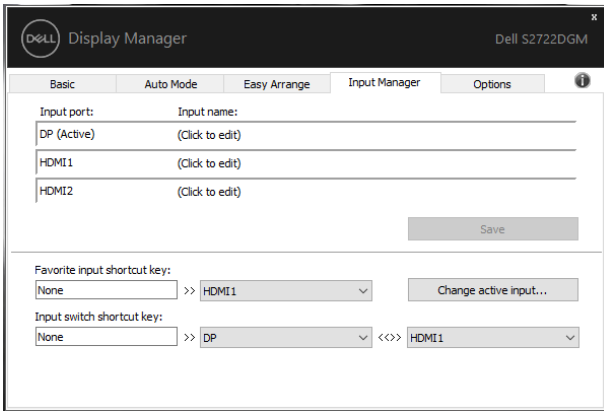 x
DELL Display Manager Dell S2722DGM
Basic Auto Mode Easy Arrange Input Manager Options i
Input port: Input name:
DP (Active) (Click to edit)
HDMI1 (Click to edit)
HDMI2 (Click to edit)
Save
Favorite input shortcut key:
None >> HDMI1 Change active input...
Input switch shortcut key:
None >> DP <<>> HDMI1